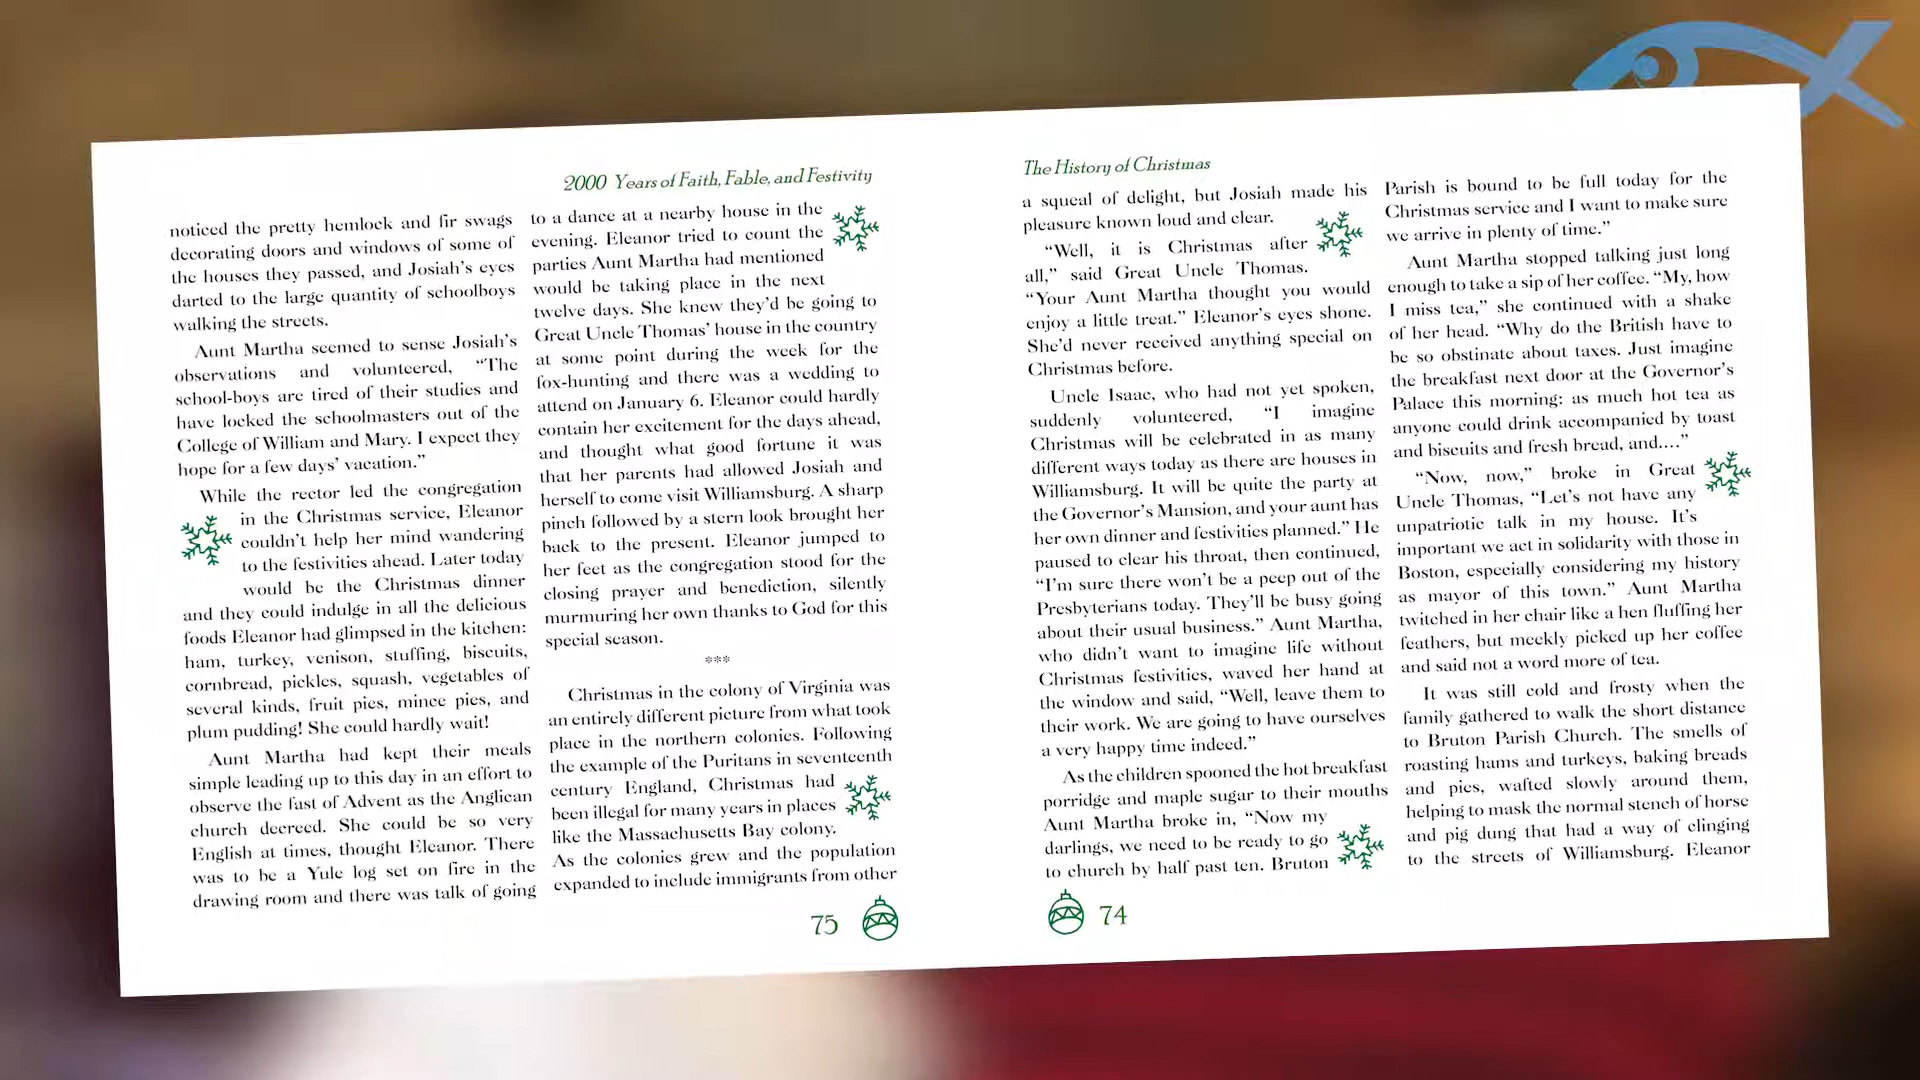 2000 Years of Faith, Fable, and Festivity
noticed the pretty hemlock and fir swags
decorating doors and windows of some of
the houses they passed, and Josiah's eyes
darted to the large quantity of schoolboys
walking the streets.
Aunt Martha seemed to sense Josiah's
observations and volunteered, “The
school-boys are tired of their studies and
have locked the schoolmasters out of the
College of William and Mary. I expect they
hope for a few days' vacation.”
While the rector led the congregation
in the Christmas service, Eleanor
couldn't help her mind wandering
to the festivities ahead. Later today
would be the Christmas dinner
and they could indulge in all the delicious
foods Eleanor had glimpsed in the kitchen:
ham, turkey, venison, stuffing, biscuits,
cornbread, pickles, squash, vegetables of
several kinds, fruit pies, mince pies, and
plum pudding! She could hardly wait!
Aunt Martha had kept their meals
simple leading up to this day in an effort to
observe the fast of Advent as the Anglican
church decreed. She could be so very
English at times, thought Eleanor. There
was to be a Yule log set on fire in the
drawing room and there was talk of going
to a dance at a nearby house in the
evening. Eleanor tried to count the
parties Aunt Martha had mentioned
would be taking place in the next
twelve days. She knew they'd be going to
Great Uncle Thomas' house in the country
at some point during the week for the
fox-hunting and there was a wedding to
attend on January 6. Eleanor could hardly
contain her excitement for the days ahead,
and thought what good fortune it was
that her parents had allowed Josiah and
herself to come visit Williamsburg. A sharp
pinch followed by a stern look brought her
back to the present. Eleanor jumped to
her feet as the congregation stood for the
closing prayer and benediction, silently
murmuring her own thanks to God for this
special season.
***
Christmas in the colony of Virginia was
an entirely different picture from what took
place in the northern colonies. Following
the example of the Puritans in seventeenth
century England, Christmas had
been illegal for many years in places
like the Massachusetts Bay colony.
As the colonies grew and the population
expanded to include immigrants from other
75
The History of Christmas
a squeal of delight, but Josiah made his
pleasure known loud and clear.
“Well, it is Christmas after
all,” said Great Uncle Thomas.
“Your Aunt Martha thought you would
enjoy a little treat.” Eleanor's eyes shone.
She'd never received anything special on
Christmas before.
Uncle Isaac, who had not yet spoken,
suddenly volunteered, “I imagine
Christmas will be celebrated in as many
different ways today as there are houses in
Williamsburg. It will be quite the party at
the Governor's Mansion, and your aunt has
her own dinner and festivities planned.” He
paused to clear his throat, then continued,
“I'm sure there won't be a peep out of the
Presbyterians today. They'll be busy going
about their usual business.” Aunt Martha,
who didn't want to imagine life without
Christmas festivities, waved her hand at
the window and said, “Well, leave them to
their work. We are going to have ourselves
a very happy time indeed.”
As the children spooned the hot breakfast
porridge and maple sugar to their mouths
Aunt Martha broke in, “Now my
darlings, we need to be ready to go
to church by half past ten. Bruton
Parish is bound to be full today for the
Christmas service and I want to make sure
we arrive in plenty of time.”
Aunt Martha stopped talking just long
enough to take a sip of her coffee. “My, how
I miss tea,” she continued with a shake
of her head. “Why do the British have to
be so obstinate about taxes. Just imagine
the breakfast next door at the Governor's
Palace this morning: as much hot tea as
anyone could drink accompanied by toast
and biscuits and fresh bread, and....”
“Now, now,” broke in Great
Uncle Thomas, “Let's not have any
unpatriotic talk in my house. It's
important we act in solidarity with those in
Boston, especially considering my history
as mayor of this town.” Aunt Martha
twitched in her chair like a hen fluffing her
feathers, but meekly picked up her coffee
and said not a word more of tea.
It was still cold and frosty when the
family gathered to walk the short distance
to Bruton Parish Church. The smells of
roasting hams and turkeys, baking breads
and pies, wafted slowly around them,
helping to mask the normal stench of horse
and pig dung that had a way of clinging
to the streets of Williamsburg. Eleanor
74